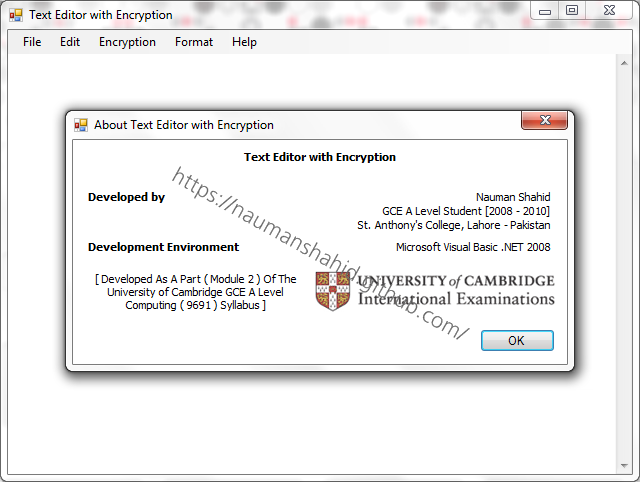 Text Editor with Encryption
File Edit Encryption Format Help
About Text Editor with Encryption
Text Editor with Encryption
Developed by
Nauman Shahid
GCE A Level Student [2008 - 2010]
St. Anthony's College, Lahore - Pakistan
Development Environment
Microsoft Visual Basic .NET 2008
[ Developed As A Part ( Module 2 ) Of The
University of Cambridge GCE A Level
Computing ( 9691 ) Syllabus ]
UNIVERSITY of CAMBRIDGE
International Examinations
https://naumanshahid.github.com/
OK